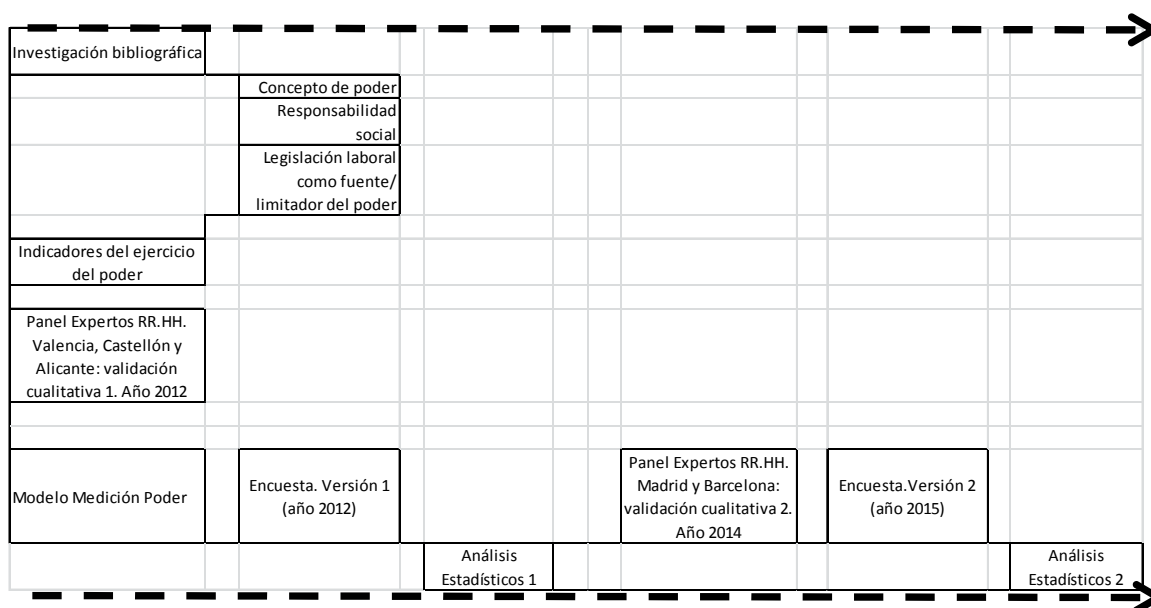 Investigación bibliográfica
Concepto de poder
Responsabilidad
social
Legislación laboral
como fuente/
limitador del poder
Indicadores del ejercicio
del poder
Panel Expertos RR.HH.
Valencia, Castellón y
Alicante: validación
cualitativa 1. Año 2012
Modelo Medición Poder
Encuesta. Versión 1
(año 2012)
Panel Expertos RR.HH.
Madrid y Barcelona:
validación cualitativa 2.
Año 2014
Encuesta.Versión 2
(año 2015)
Análisis
Estadísticos 1
Análisis
Estadísticos 2